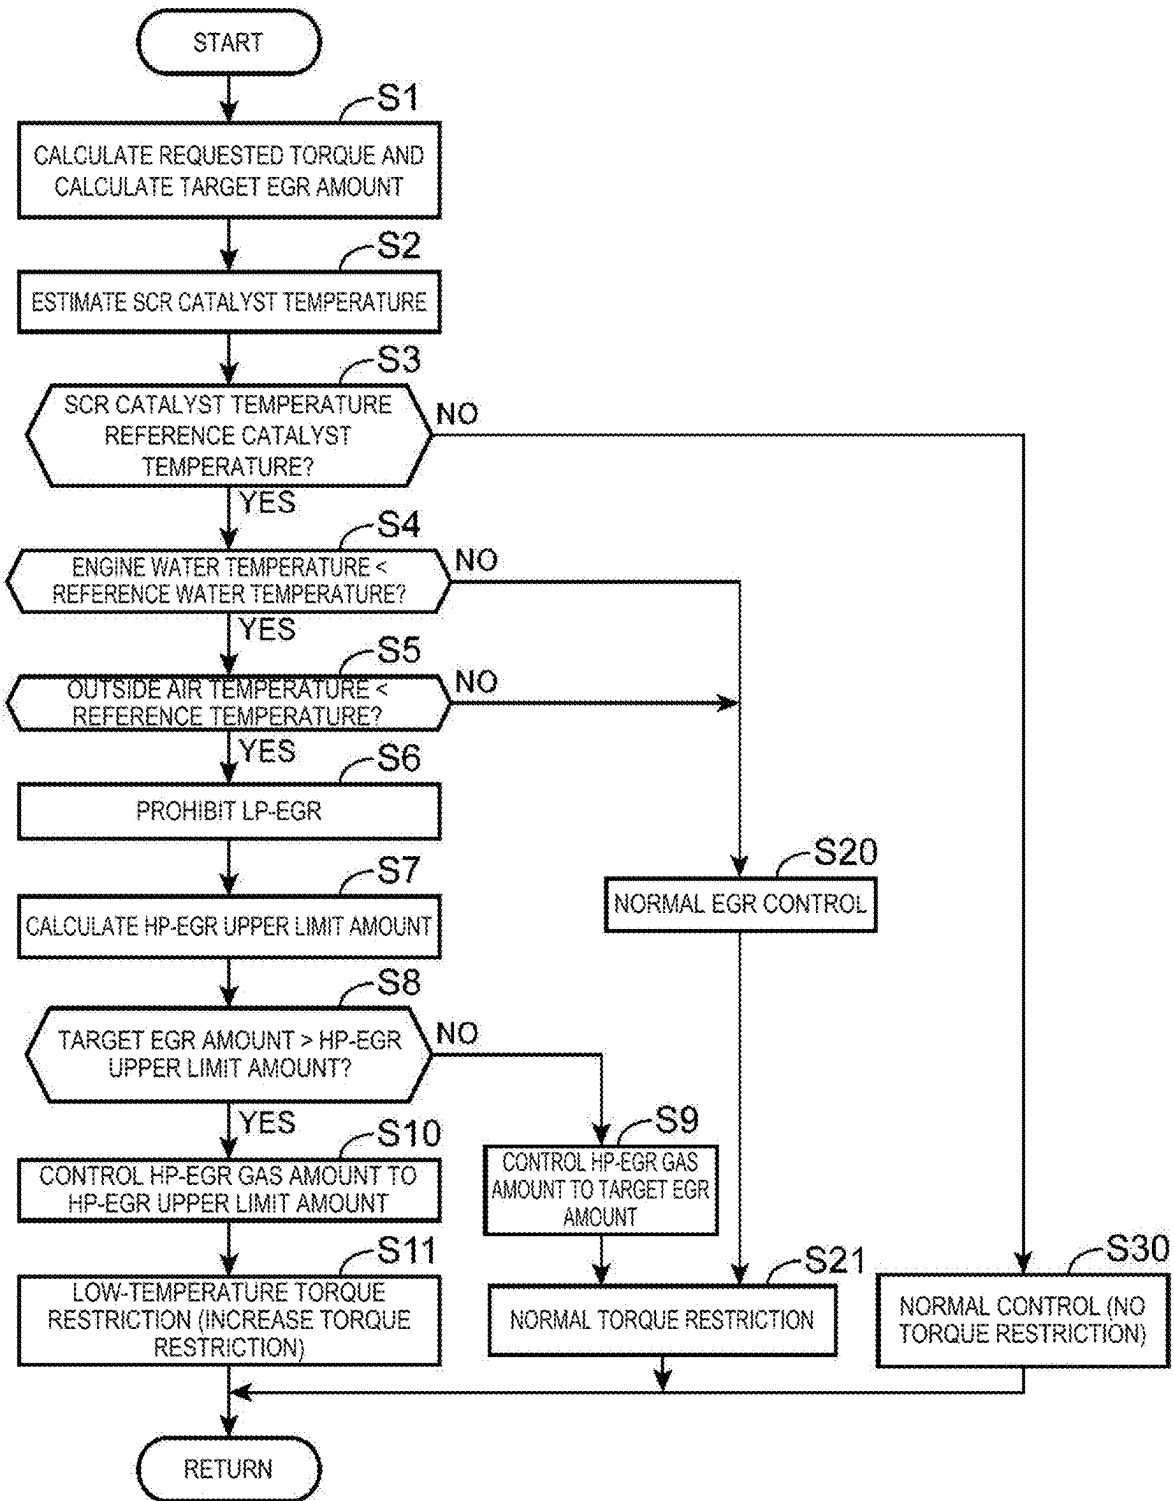 START
S1
CALCULATE REQUESTED TORQUE AND
CALCULATE TARGET EGR AMOUNT
S2
ESTIMATE SCR CATALYST TEMPERATURE
S3
SCR CATALYST TEMPERATURE
REFERENCE CATALYST
TEMPERATURE?
NO
YES
S4
ENGINE WATER TEMPERATURE <
REFERENCE WATER TEMPERATURE?
NO
YES
S5
OUTSIDE AIR TEMPERATURE <
REFERENCE TEMPERATURE?
NO
YES
S6
PROHIBIT LP-EGR
S7
CALCULATE HP-EGR UPPER LIMIT AMOUNT
S20
NORMAL EGR CONTROL
S8
TARGET EGR AMOUNT > HP-EGR
UPPER LIMIT AMOUNT?
NO
YES
S10
CONTROL HP-EGR GAS AMOUNT TO
HP-EGR UPPER LIMIT AMOUNT
S9
CONTROL HP-EGR GAS
AMOUNT TO TARGET EGR
AMOUNT
S11
LOW-TEMPERATURE TORQUE
RESTRICTION (INCREASE TORQUE
RESTRICTION)
S21
NORMAL TORQUE RESTRICTION
S30
NORMAL CONTROL (NO
TORQUE RESTRICTION)
RETURN